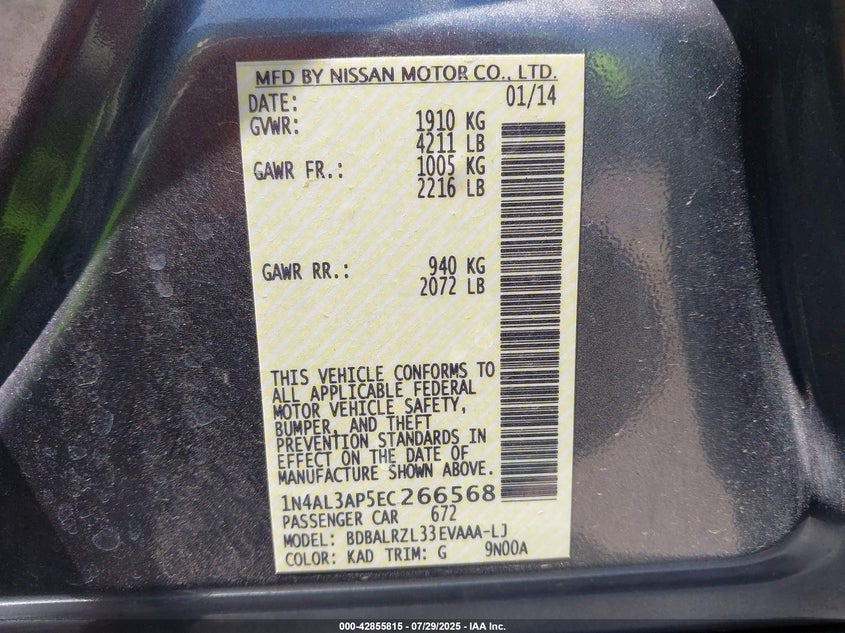 MFD BY NISSAN MOTOR CO., LTD.
DATE: 01/14
GVWR: 1910 KG
4211 LB
GAWR FR.: 1005 KG
2216 LB
GAWR RR.: 940 KG
2072 LB
THIS VEHICLE CONFORMS TO
ALL APPLICABLE FEDERAL
MOTOR VEHICLE SAFETY,
BUMPER, AND THEFT
PREVENTION STANDARDS IN
EFFECT ON THE DATE OF
MANUFACTURE SHOWN ABOVE.
1N4AL3AP5EC266568
PASSENGER CAR 672
MODEL: BDBALRZL33EVAAA-LJ
COLOR: KAD TRIM: G 9N00A
000-42855815 - 07/29/2025 - IAA Inc.